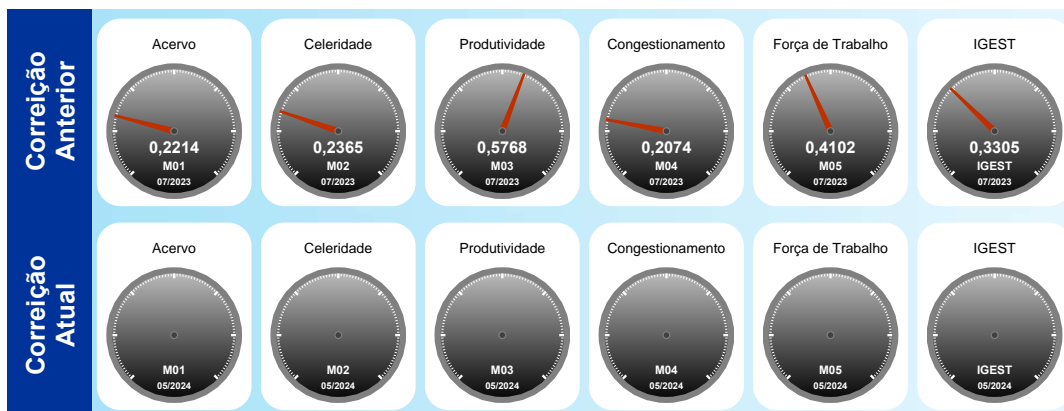 Correição
Anterior
Acervo
0,2214
M01
07/2023
Celeridade
0,2365
M02
07/2023
Produtividade
0,5768
M03
07/2023
Congestionamento
0,2074
M04
07/2023
Força de Trabalho
0,4102
M05
07/2023
IGEST
0,3305
IGEST
07/2023
Correição
Atual
Acervo
M01
05/2024
Celeridade
M02
05/2024
Produtividade
M03
05/2024
Congestionamento
M04
05/2024
Força de Trabalho
M05
05/2024
IGEST
IGEST
05/2024